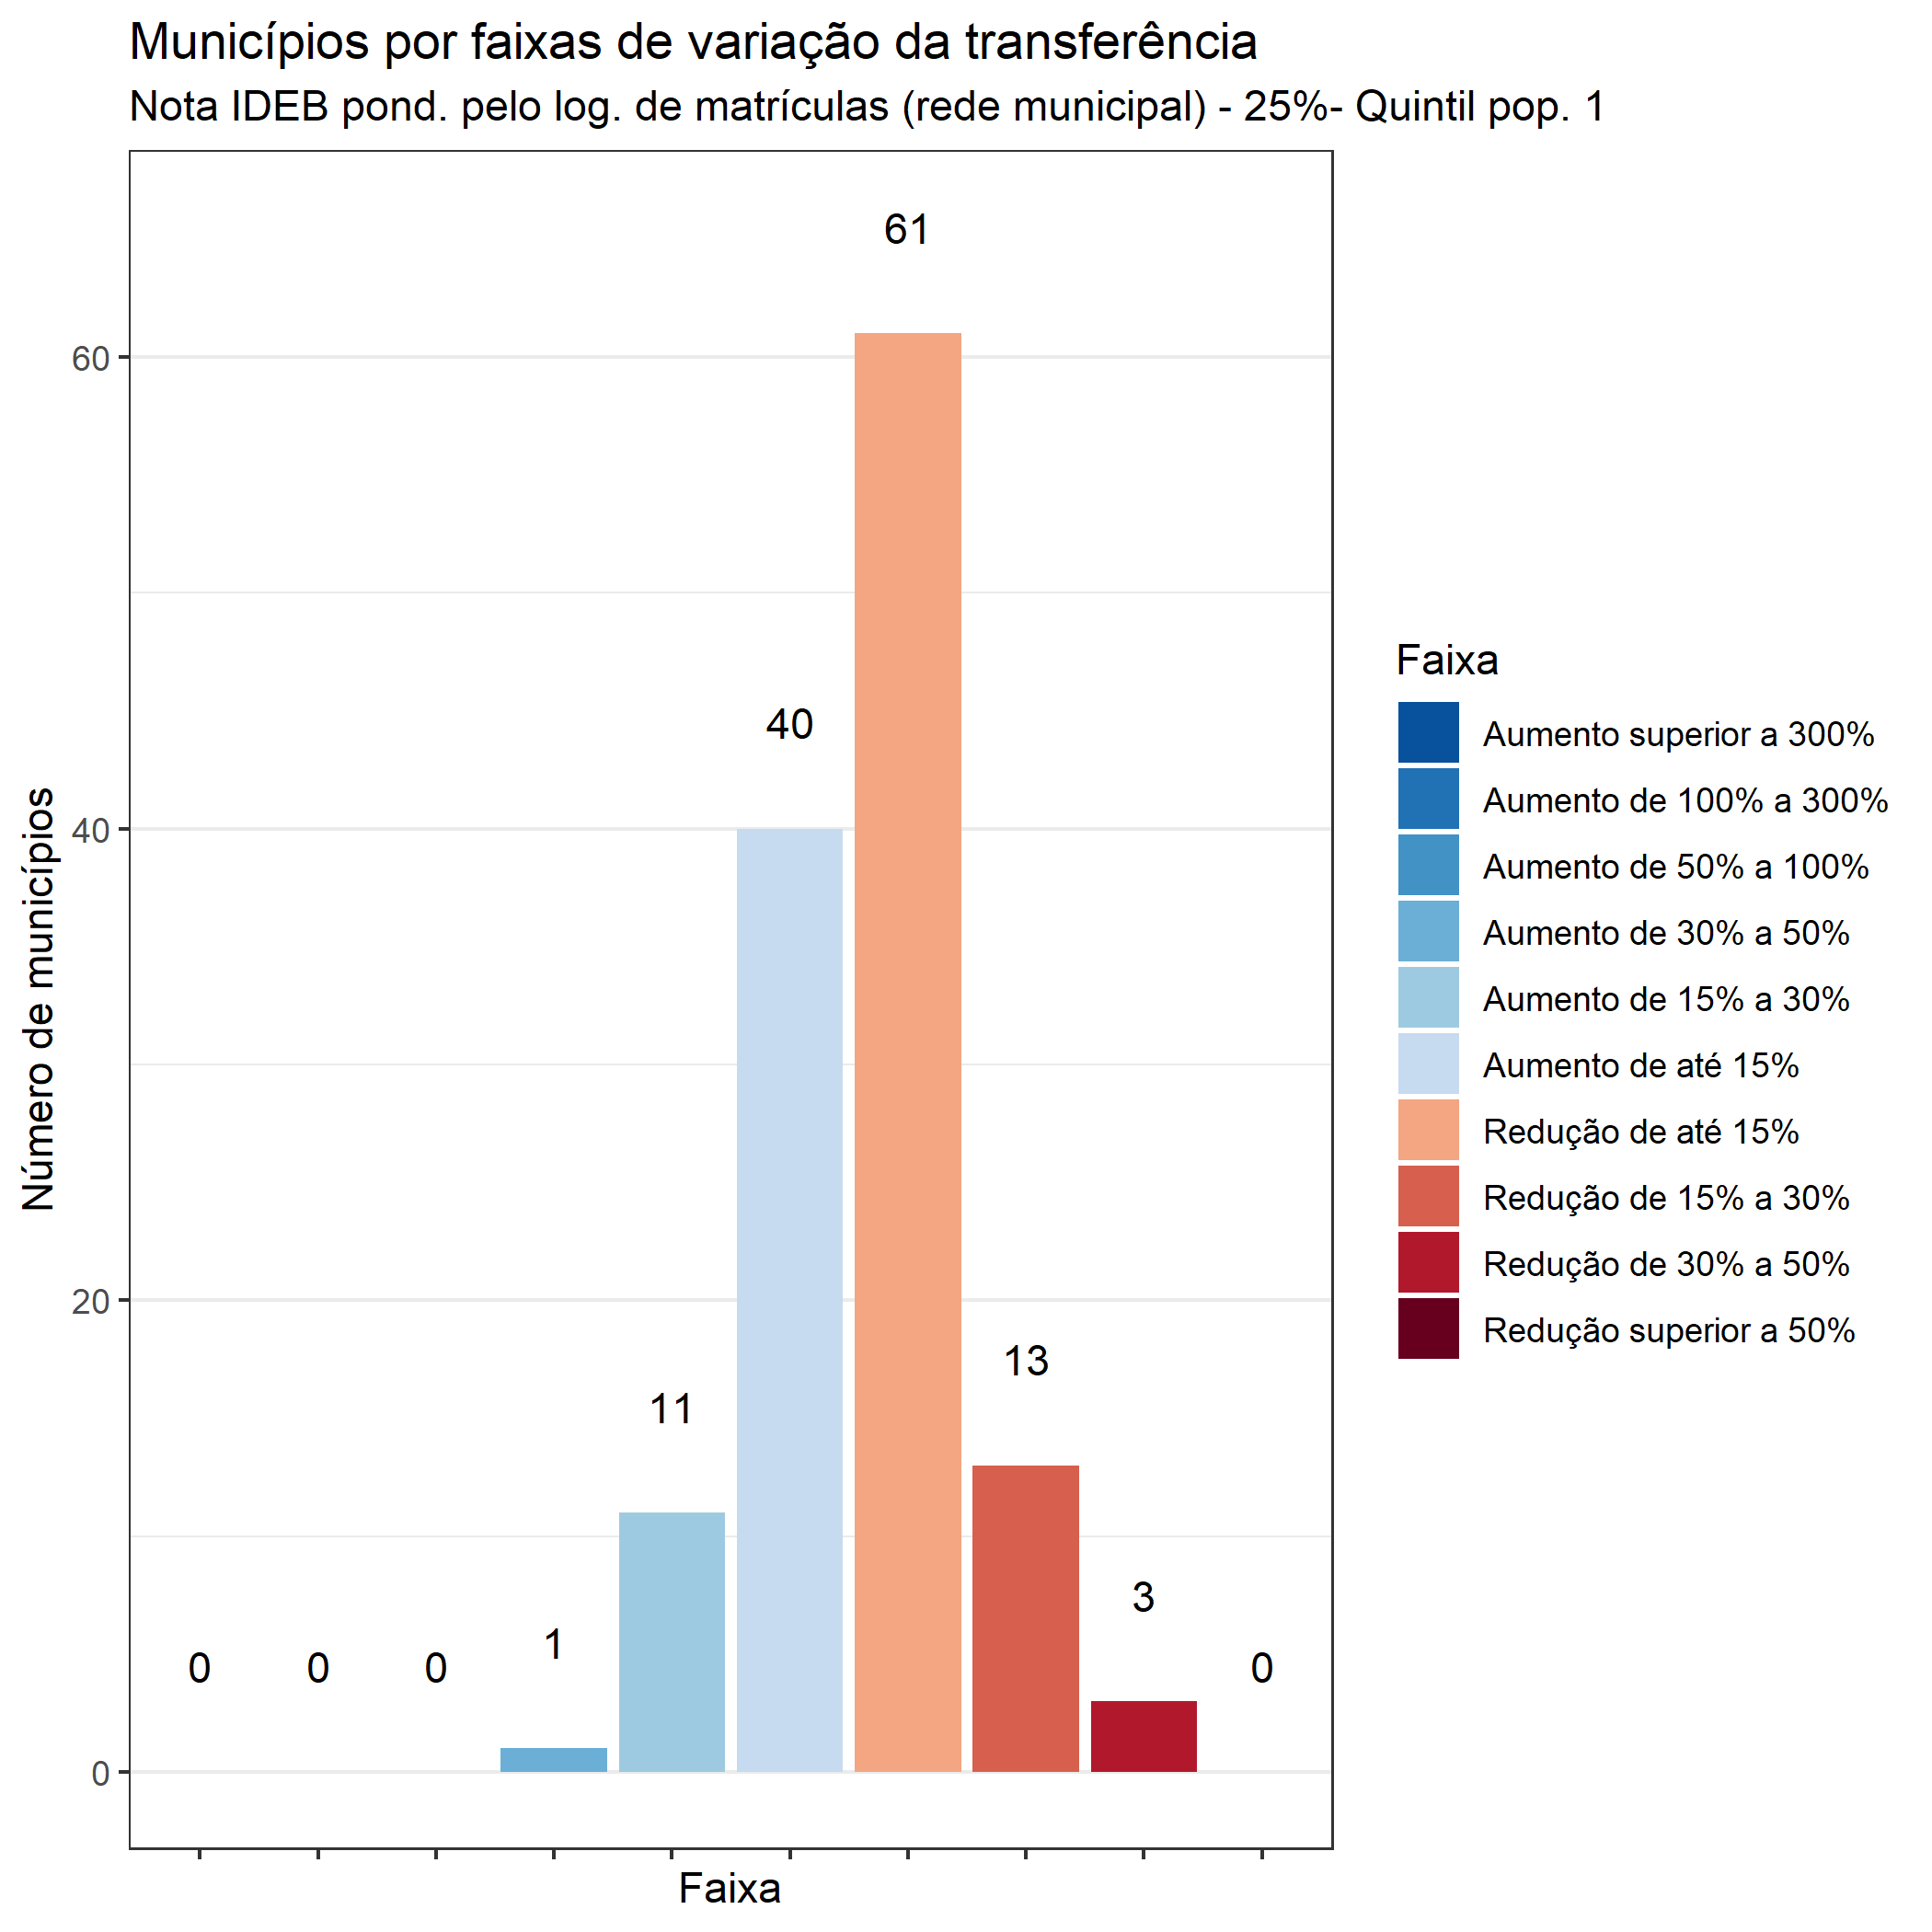 Municípios por faixas de variação da transferência
Nota IDEB pond. pelo log. de matrículas (rede municipal) - 25%- Quintil pop. 1
Número de municípios
60
40
20
0
0
0
0
1
11
40
61
13
3
0
Faixa
Faixa
Aumento superior a 300%
Aumento de 100% a 300%
Aumento de 50% a 100%
Aumento de 30% a 50%
Aumento de 15% a 30%
Aumento de até 15%
Redução de até 15%
Redução de 15% a 30%
Redução de 30% a 50%
Redução superior a 50%